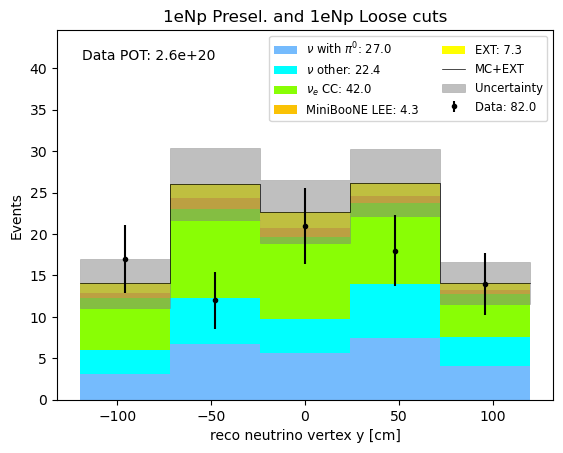 1eNp Presel. and 1eNp Loose cuts
Data POT: 2.6e+20
ν with π⁰: 27.0
ν other: 22.4
νₑ CC: 42.0
MiniBooNE LEE: 4.3
EXT: 7.3
MC+EXT
Uncertainty
Data: 82.0
Events
40
35
30
25
20
15
10
5
0
−100 −50 0 50 100
reco neutrino vertex y [cm]